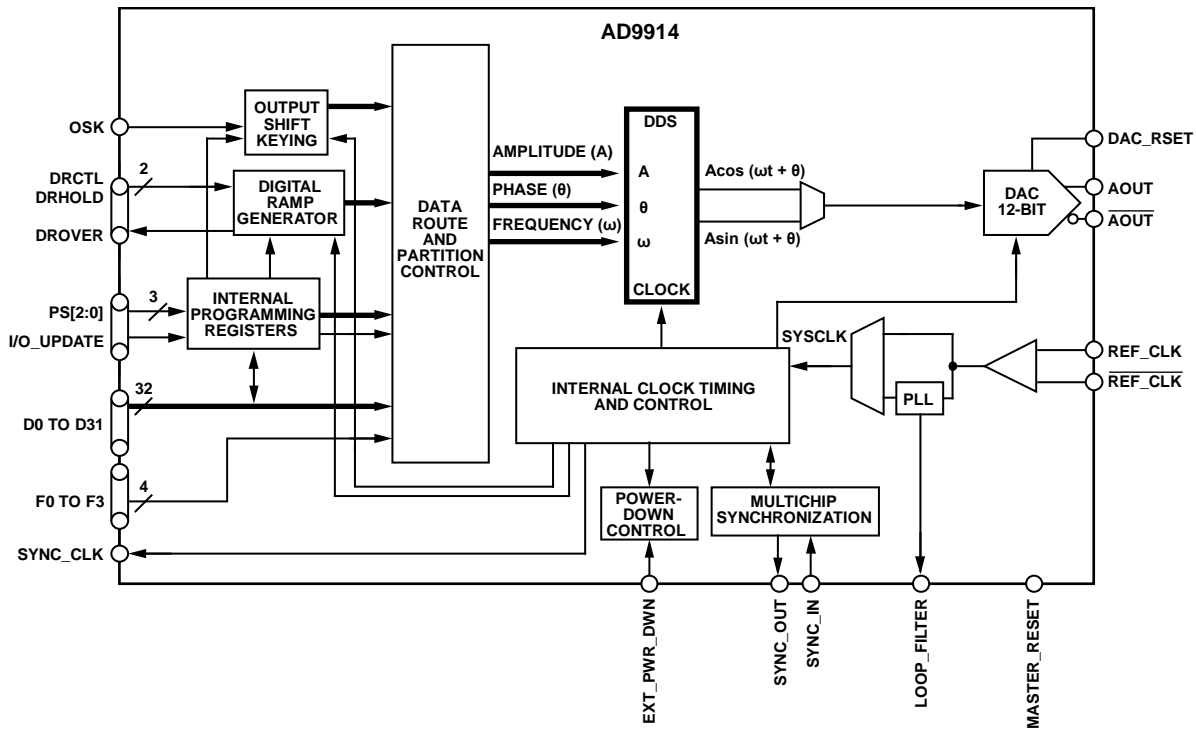 AD9914
OSK
DRCTL
DRHOLD
DROVER
PS[2:0]
I/O_UPDATE
D0 TO D31
F0 TO F3
SYNC_CLK
2
3
32
4
OUTPUT
SHIFT
KEYING
DIGITAL
RAMP
GENERATOR
INTERNAL
PROGRAMMING
REGISTERS
DATA
ROUTE
AND
PARTITION
CONTROL
AMPLITUDE (A)
PHASE (θ)
FREQUENCY (ω)
DDS
A
θ
ω
CLOCK
Acos (ωt + θ)
Asin (ωt + θ)
DAC
12-BIT
DAC_RSET
AOUT
AOUT
INTERNAL CLOCK TIMING
AND CONTROL
SYSCLK
PLL
REF_CLK
REF_CLK
POWER-
DOWN
CONTROL
MULTICHIP
SYNCHRONIZATION
EXT_PWR_DWN
SYNC_OUT
SYNC_IN
LOOP_FILTER
MASTER_RESET